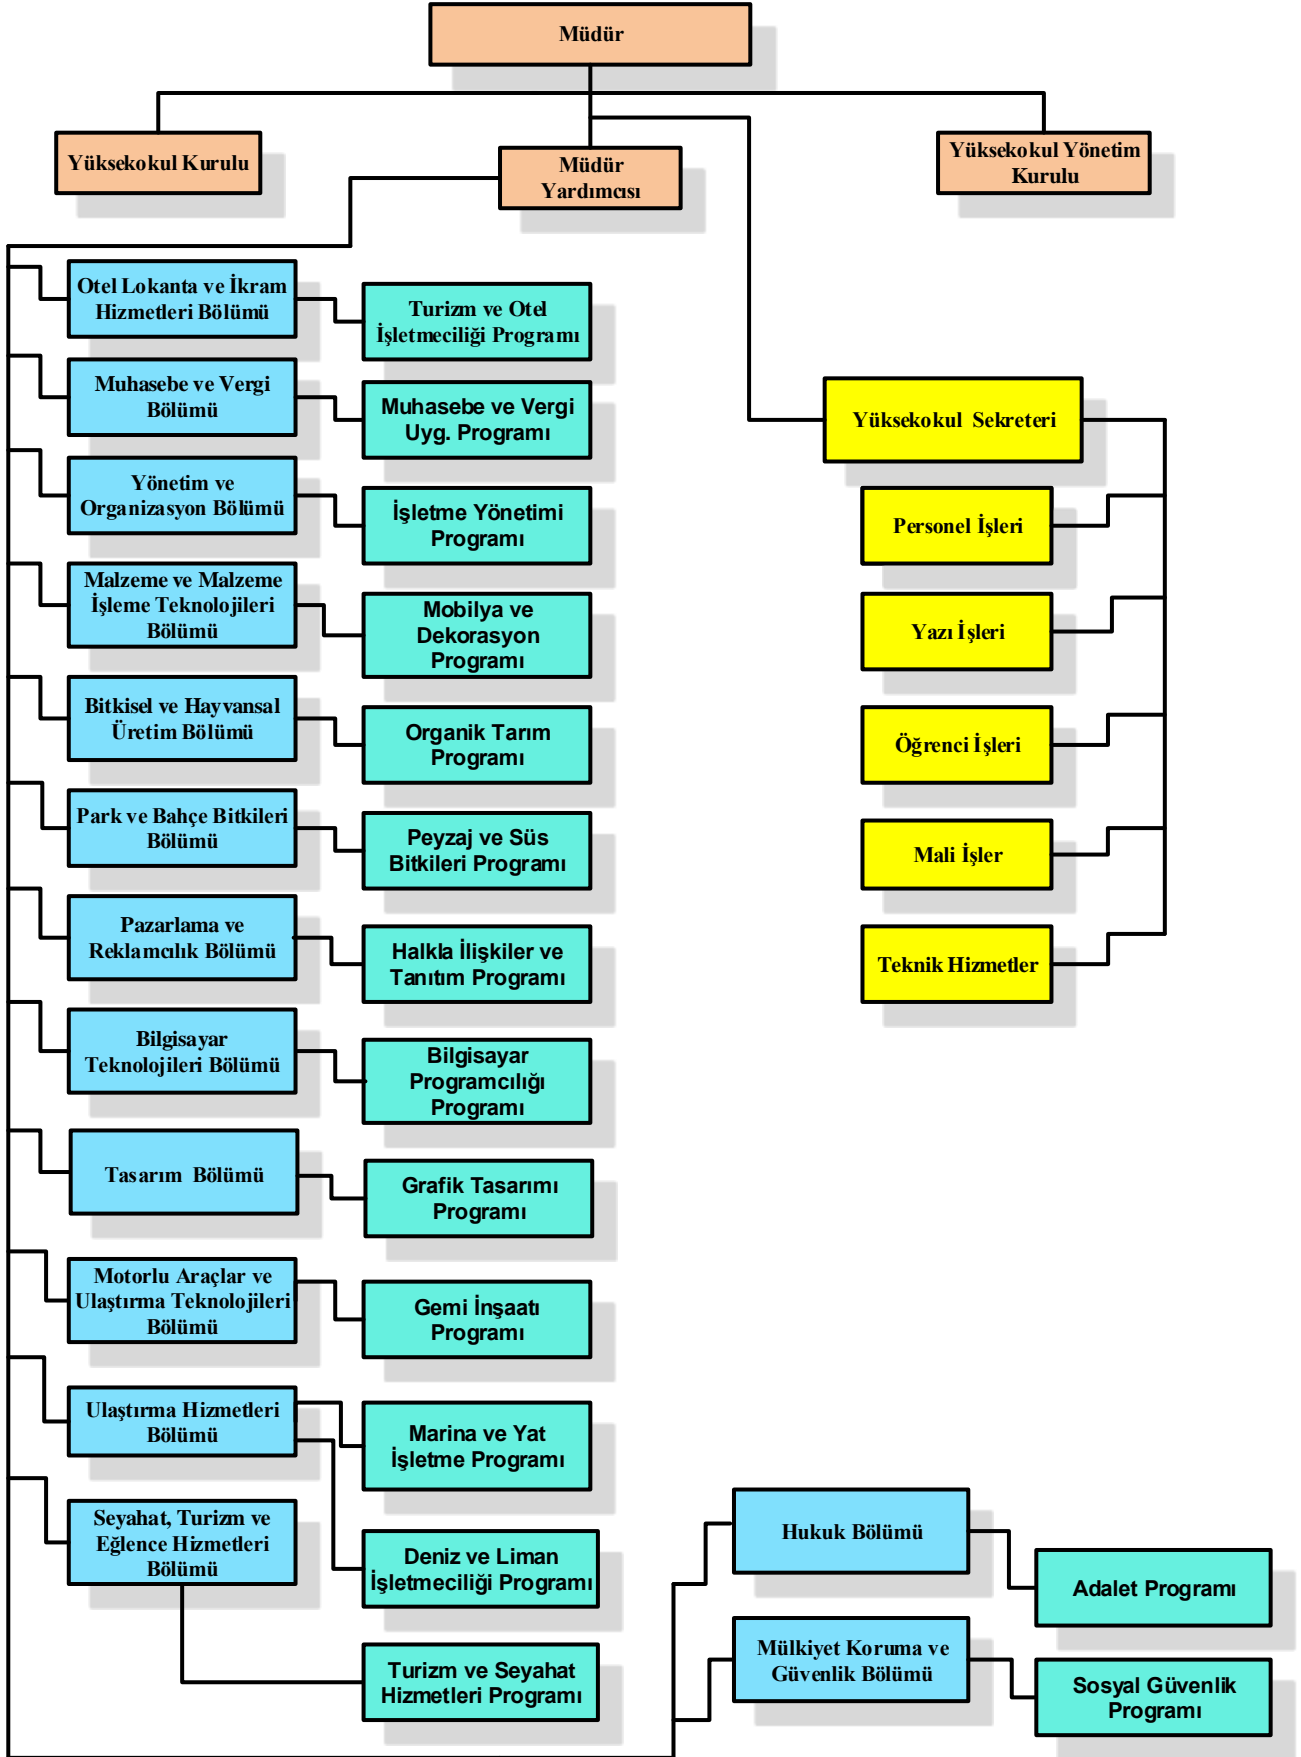 Müdür
Yüksekokul Kurulu
Müdür
Yardımcısı
Yüksekokul Yönetim
Kurulu
Otel Lokanta ve İkram
Hizmetleri Bölümü
Turizm ve Otel
İşletmeciliği Programı
Muhasebe ve Vergi
Bölümü
Muhasebe ve Vergi
Uyg. Programı
Yönetim ve
Organizasyon Bölümü
İşletme Yönetimi
Programı
Malzeme ve Malzeme
İşleme Teknolojileri
Bölümü
Mobilya ve
Dekorasyon
Programı
Bitkisel ve Hayvansal
Üretim Bölümü
Organik Tarım
Programı
Park ve Bahçe Bitkileri
Bölümü
Peyzaj ve Süs
Bitkileri Programı
Pazarlama ve
Reklamcılık Bölümü
Halkla İlişkiler ve
Tanıtım Programı
Bilgisayar
Teknolojileri Bölümü
Bilgisayar
Programcılığı
Programı
Tasarım Bölümü
Grafik Tasarımı
Programı
Motorlu Araçlar ve
Ulaştırma Teknolojileri
Bölümü
Gemi İnşaatı
Programı
Ulaştırma Hizmetleri
Bölümü
Marina ve Yat
İşletme Programı
Deniz ve Liman
İşletmeciliği Programı
Seyahat, Turizm ve
Eğlence Hizmetleri
Bölümü
Turizm ve Seyahat
Hizmetleri Programı
Yüksekokul Sekreteri
Personel İşleri
Yazı İşleri
Öğrenci İşleri
Mali İşler
Teknik Hizmetler
Hukuk Bölümü
Adalet Programı
Mülkiyet Koruma ve
Güvenlik Bölümü
Sosyal Güvenlik
Programı